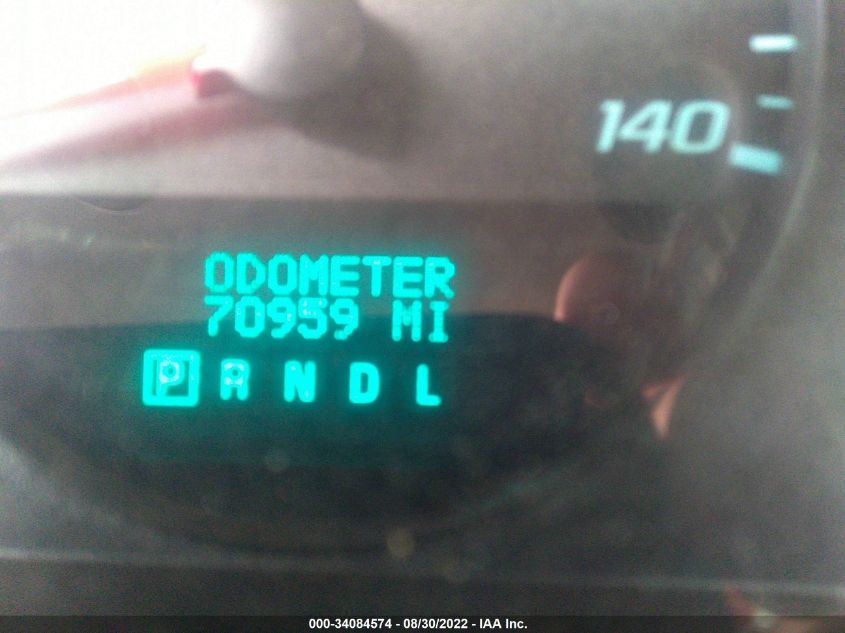 140
ODOMETER
70959 MI
P R N D L
000-34084574 - 08/30/2022 - IAA Inc.